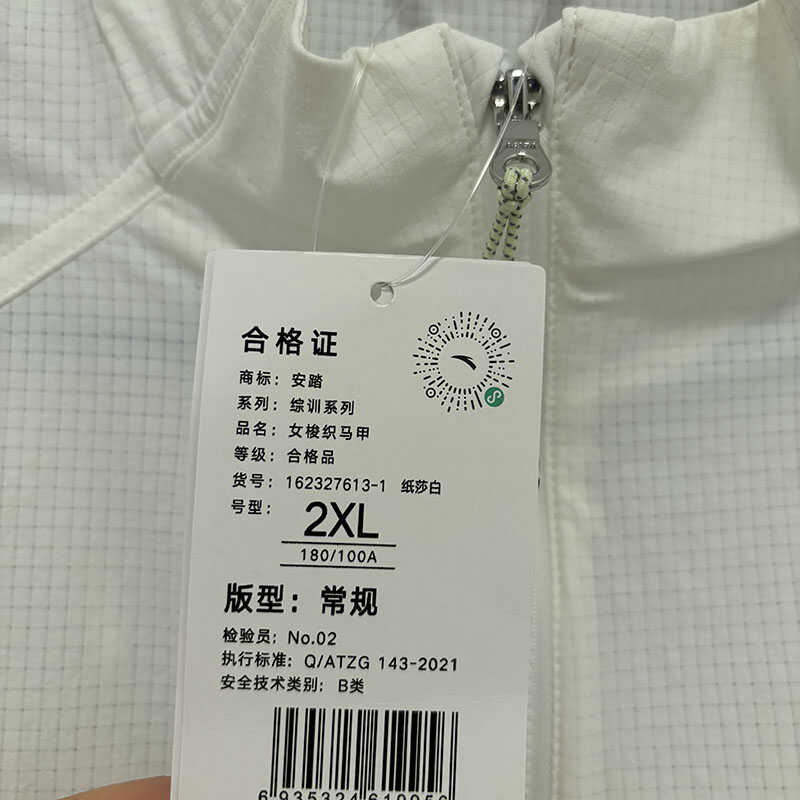 合格证
商标：安踏
系列：综训系列
品名：女梭织马甲
等级：合格品
货号：162327613-1 纸莎白
号型：2XL
180/100A
版型：常规
检验员：No.02
执行标准：Q/ATZG 143-2021
安全技术类别：B类